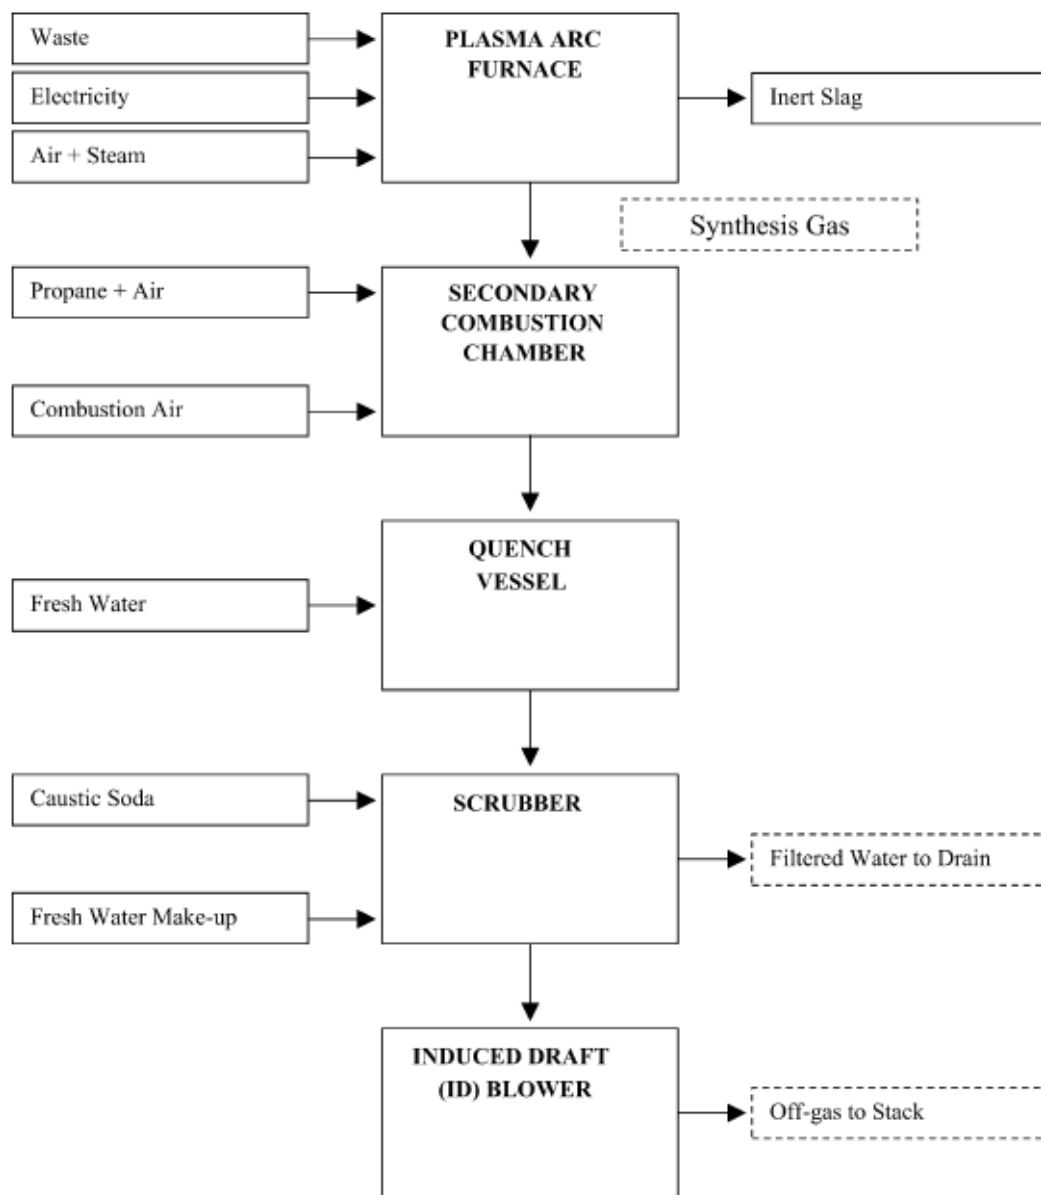 Waste
PLASMA ARC
FURNACE
Electricity
Inert Slag
Air + Steam
Synthesis Gas
Propane + Air
SECONDARY
COMBUSTION
CHAMBER
Combustion Air
QUENCH
VESSEL
Fresh Water
Caustic Soda
SCRUBBER
Filtered Water to Drain
Fresh Water Make-up
INDUCED DRAFT
(ID) BLOWER
Off-gas to Stack